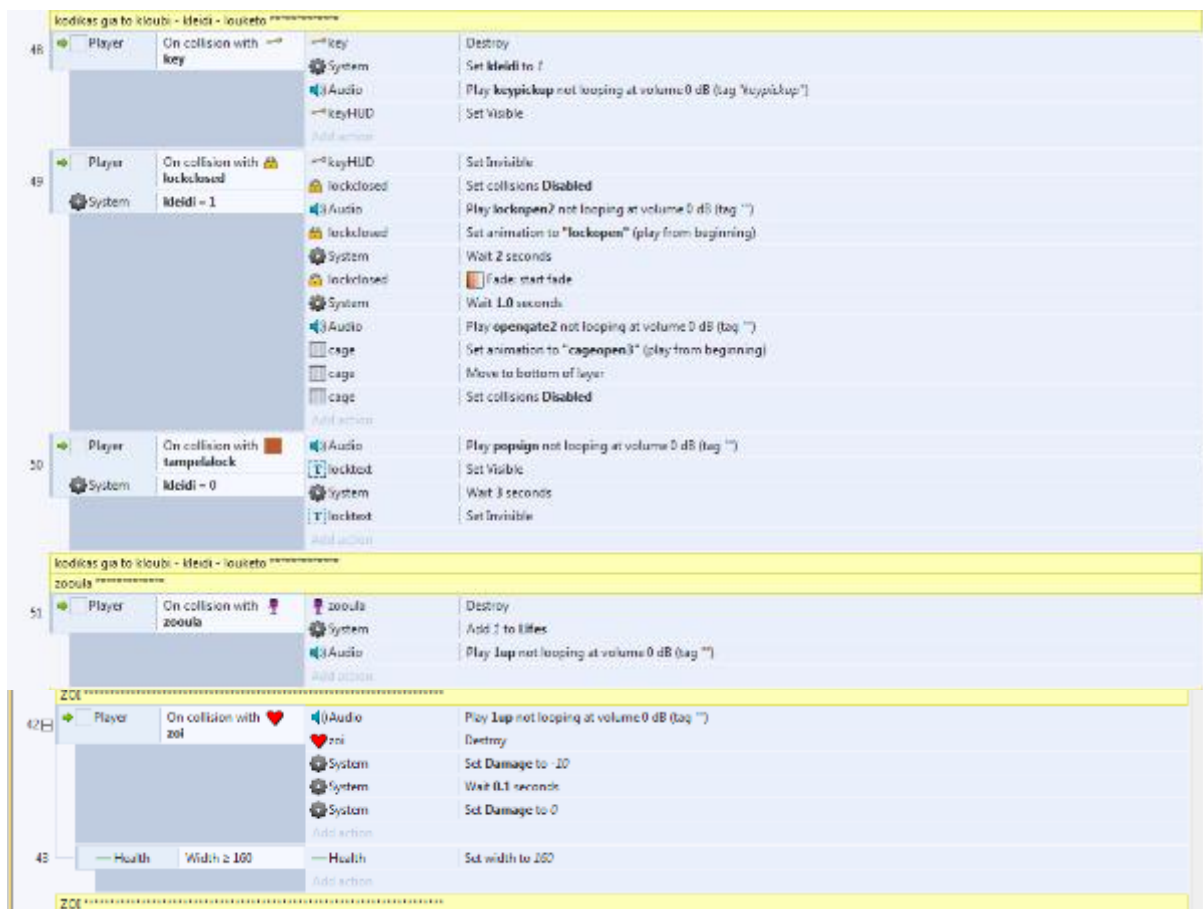 kodikas gia to kloubi - kleidi - louketo *************
48 Player On collision with key key Destroy
System Set kleidi to 1
Audio Play keypickup not looping at volume 0 dB (tag "keypickup")
keyHUD Set Visible
Add action
49 Player On collision with lockclosed keyHUD Set Invisible
System kleidi = 1 lockclosed Set collisions Disabled
Audio Play locknpen2 not looping at volume 0 dB (tag "")
lockclosed Set animation to "lockopen" (play from beginning)
System Wait 2 seconds
lockclosed Fade: start fade
System Wait 1.0 seconds
Audio Play opengate2 not looping at volume 0 dB (tag "")
cage Set animation to "cageopen3" (play from beginning)
cage Move to bottom of layer
cage Set collisions Disabled
Add action
50 Player On collision with tampelalock Audio Play popsign not looping at volume 0 dB (tag "")
System kleidi = 0 locktext Set Visible
System Wait 3 seconds
locktext Set Invisible
Add action
kodikas gia to kloubi - kleidi - louketo *************
zooula *************
51 Player On collision with zooula zooula Destroy
System Add 1 to Lifes
Audio Play 1up not looping at volume 0 dB (tag "")
Add action
ZOI
42 Player On collision with zoi Audio Play 1up not looping at volume 0 dB (tag "")
zoi Destroy
System Set Damage to -10
System Wait 0.1 seconds
System Set Damage to 0
Add action
43 Health Width ≥ 160 Health Set width to 160
Add action
ZOI